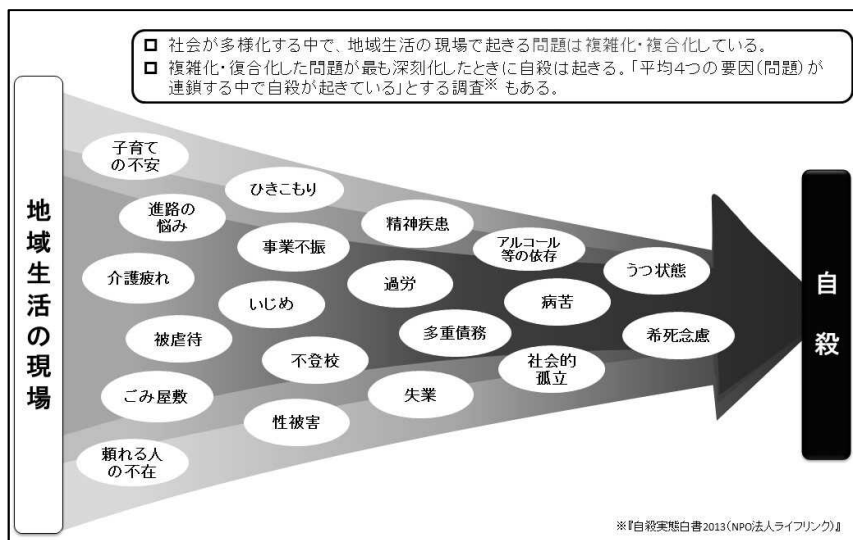 □ 社会が多様化する中で、地域生活の現場で起きる問題は複雑化・複合化している。
□ 複雑化・復合化した問題が最も深刻化したときに自殺は起きる。「平均4つの要因(問題)が
連鎖する中で自殺が起きている」とする調査※ もある。
地域生活の現場
子育て
の不安
進路の
悩み
介護疲れ
被虐待
ごみ屋敷
頼れる人
の不在
ひきこもり
事業不振
いじめ
不登校
性被害
精神疾患
過労
多重債務
失業
アルコール
等の依存
病苦
社会的
孤立
うつ状態
希死念慮
自殺
※『自殺実態白書2013(NPO法人ライフリンク)』